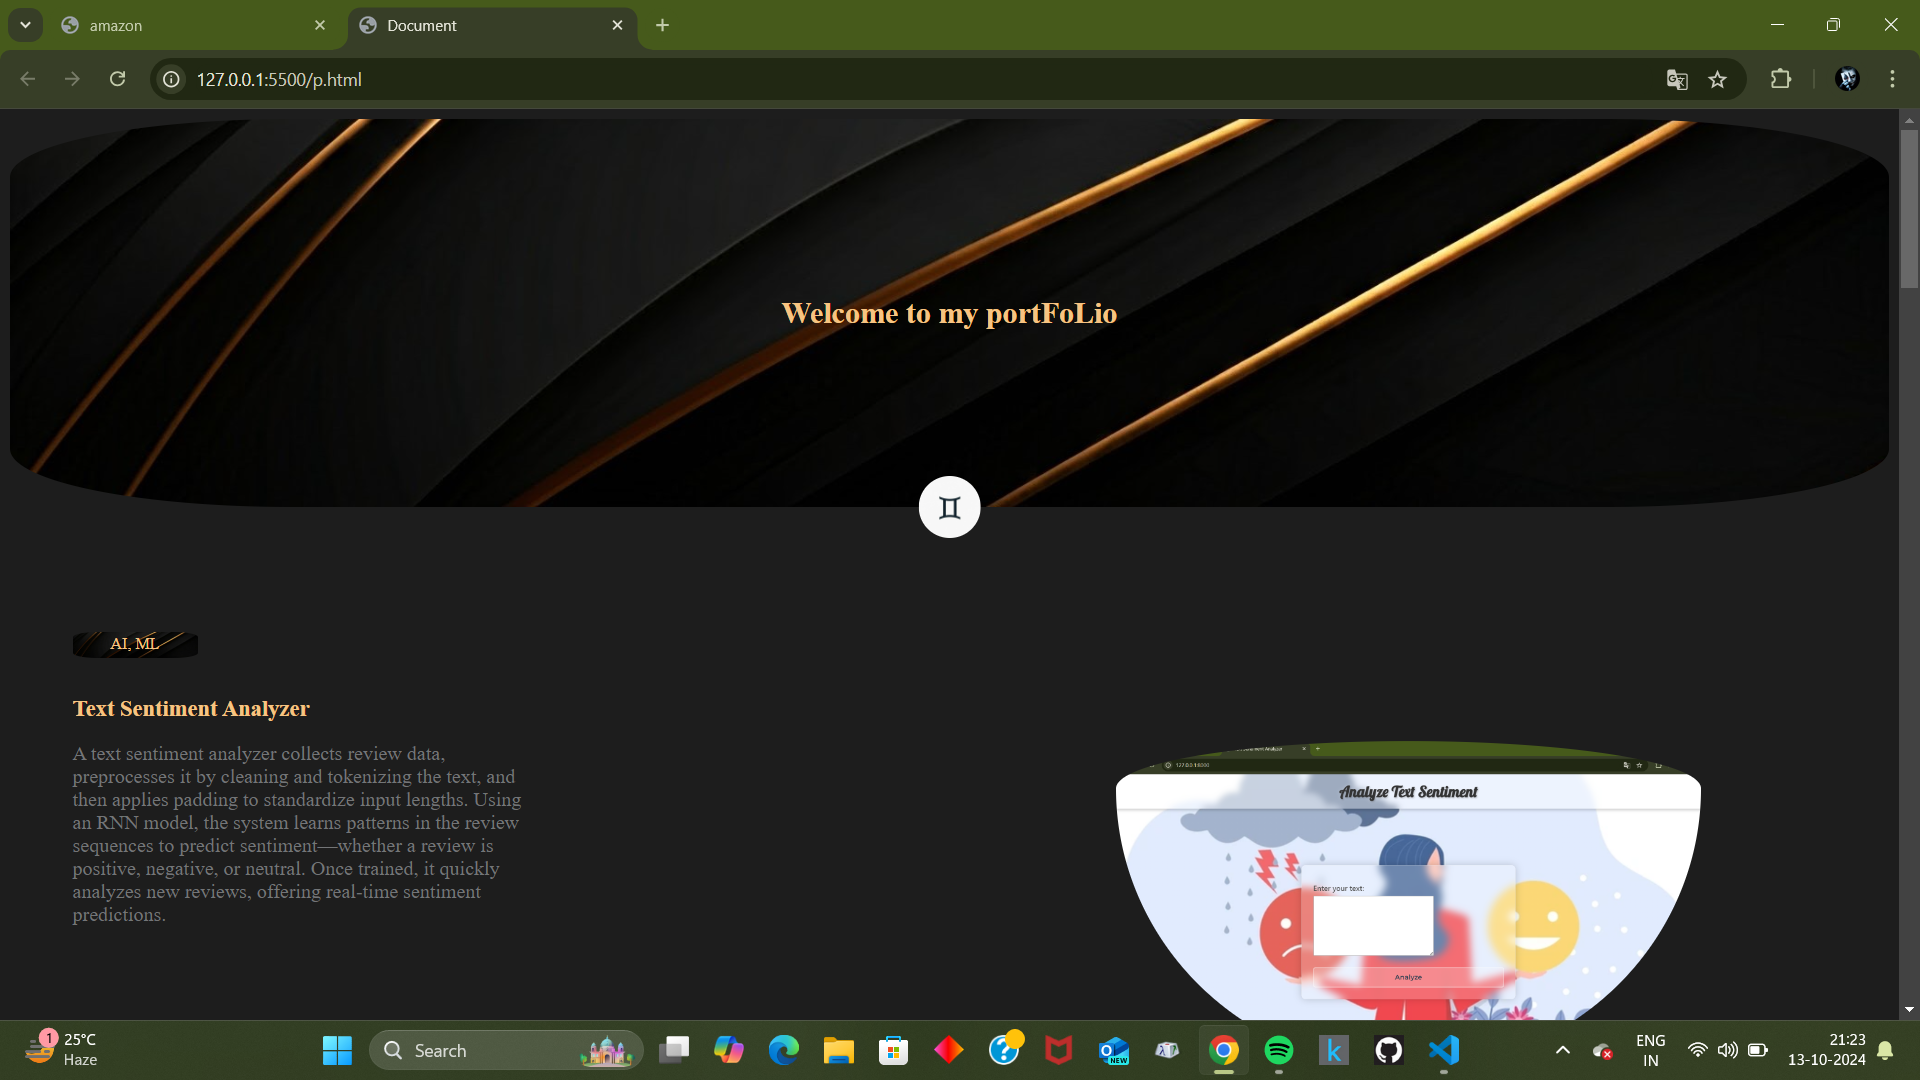 amazon
Document
127.0.0.1:5500/p.html
Welcome to my portFoLio
AI, ML
Text Sentiment Analyzer
A text sentiment analyzer collects review data,
preprocesses it by cleaning and tokenizing the text, and
then applies padding to standardize input lengths. Using
an RNN model, the system learns patterns in the review
sequences to predict sentiment—whether a review is
positive, negative, or neutral. Once trained, it quickly
analyzes new reviews, offering real-time sentiment
predictions.
Analyze Text Sentiment
Enter your text:
Analyze
1
25°C
Haze
Search
NEW
k
ENG
IN
21:23
13-10-2024